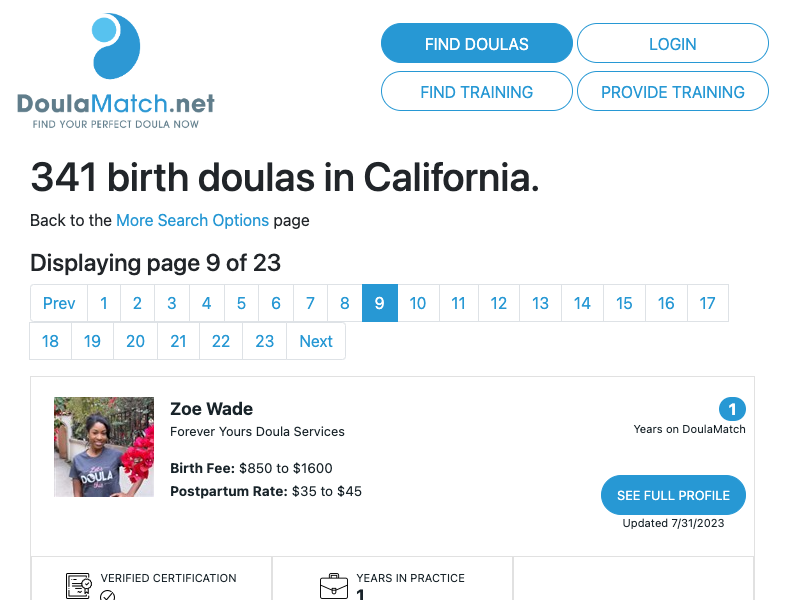 DoulaMatch.net
FIND YOUR PERFECT DOULA NOW
FIND DOULAS
LOGIN
FIND TRAINING
PROVIDE TRAINING
341 birth doulas in California.
Back to the More Search Options page
Displaying page 9 of 23
Prev 1 2 3 4 5 6 7 8 9 10 11 12 13 14 15 16 17
18 19 20 21 22 23 Next
Zoe Wade
Forever Yours Doula Services
Birth Fee: $850 to $1600
Postpartum Rate: $35 to $45
DOULA
1
Years on DoulaMatch
SEE FULL PROFILE
Updated 7/31/2023
VERIFIED CERTIFICATION
YEARS IN PRACTICE
1